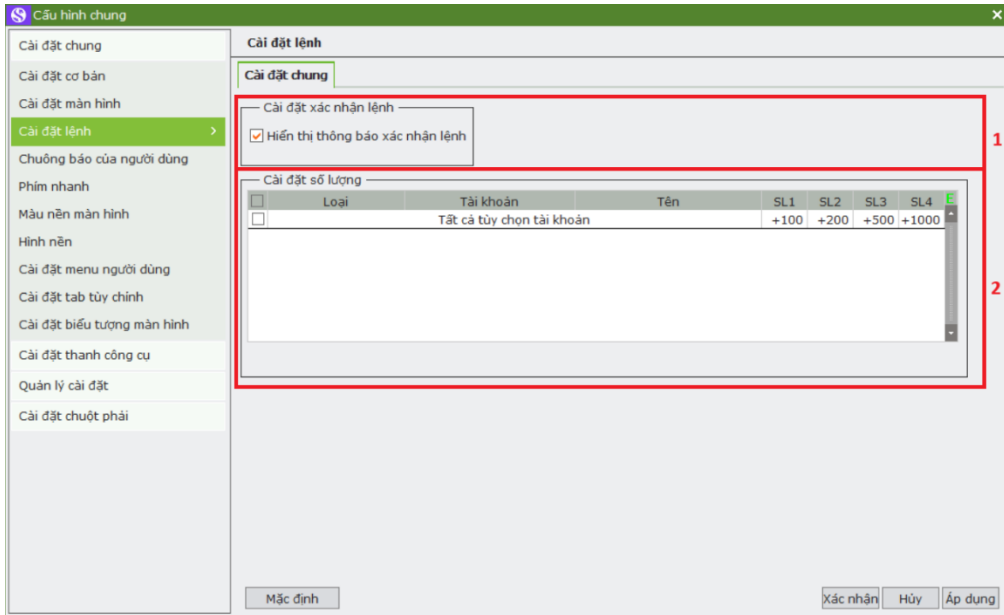 Cấu hình chung
Cài đặt chung
Cài đặt cơ bản
Cài đặt màn hình
Cài đặt lệnh
Chuông báo của người dùng
Phím nhanh
Màu nền màn hình
Hình nền
Cài đặt menu người dùng
Cài đặt tab tùy chỉnh
Cài đặt biểu tượng màn hình
Cài đặt thanh công cụ
Quản lý cài đặt
Cài đặt chuột phải
Cài đặt lệnh
Cài đặt chung
Cài đặt xác nhận lệnh
Hiển thị thông báo xác nhận lệnh
1
Cài đặt số lượng
Loại Tài khoản Tên SL1 SL2 SL3 SL4 E
Tất cả tùy chọn tài khoản +100 +200 +500 +1000
2
Mặc định Xác nhận Hủy Áp dụng